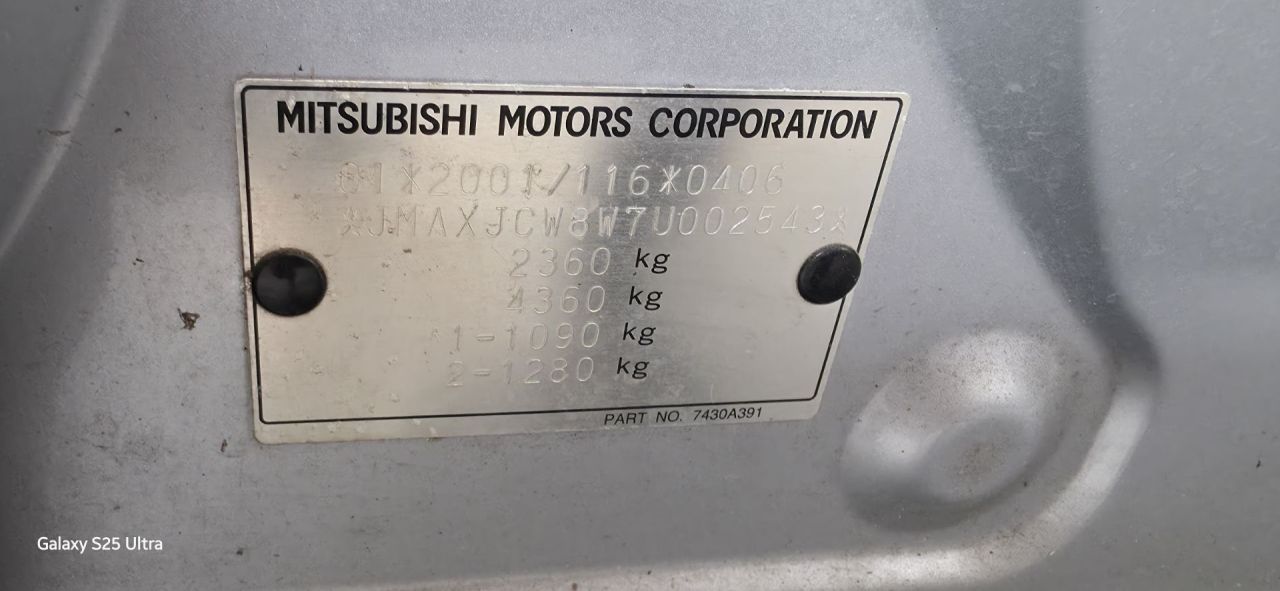 MITSUBISHI MOTORS CORPORATION
01*2001/116*0406
*JMAXJCW8W7U002543*
2360 kg
4360 kg
1-1090 kg
2-1280 kg
PART NO. 7430A391
Galaxy S25 Ultra